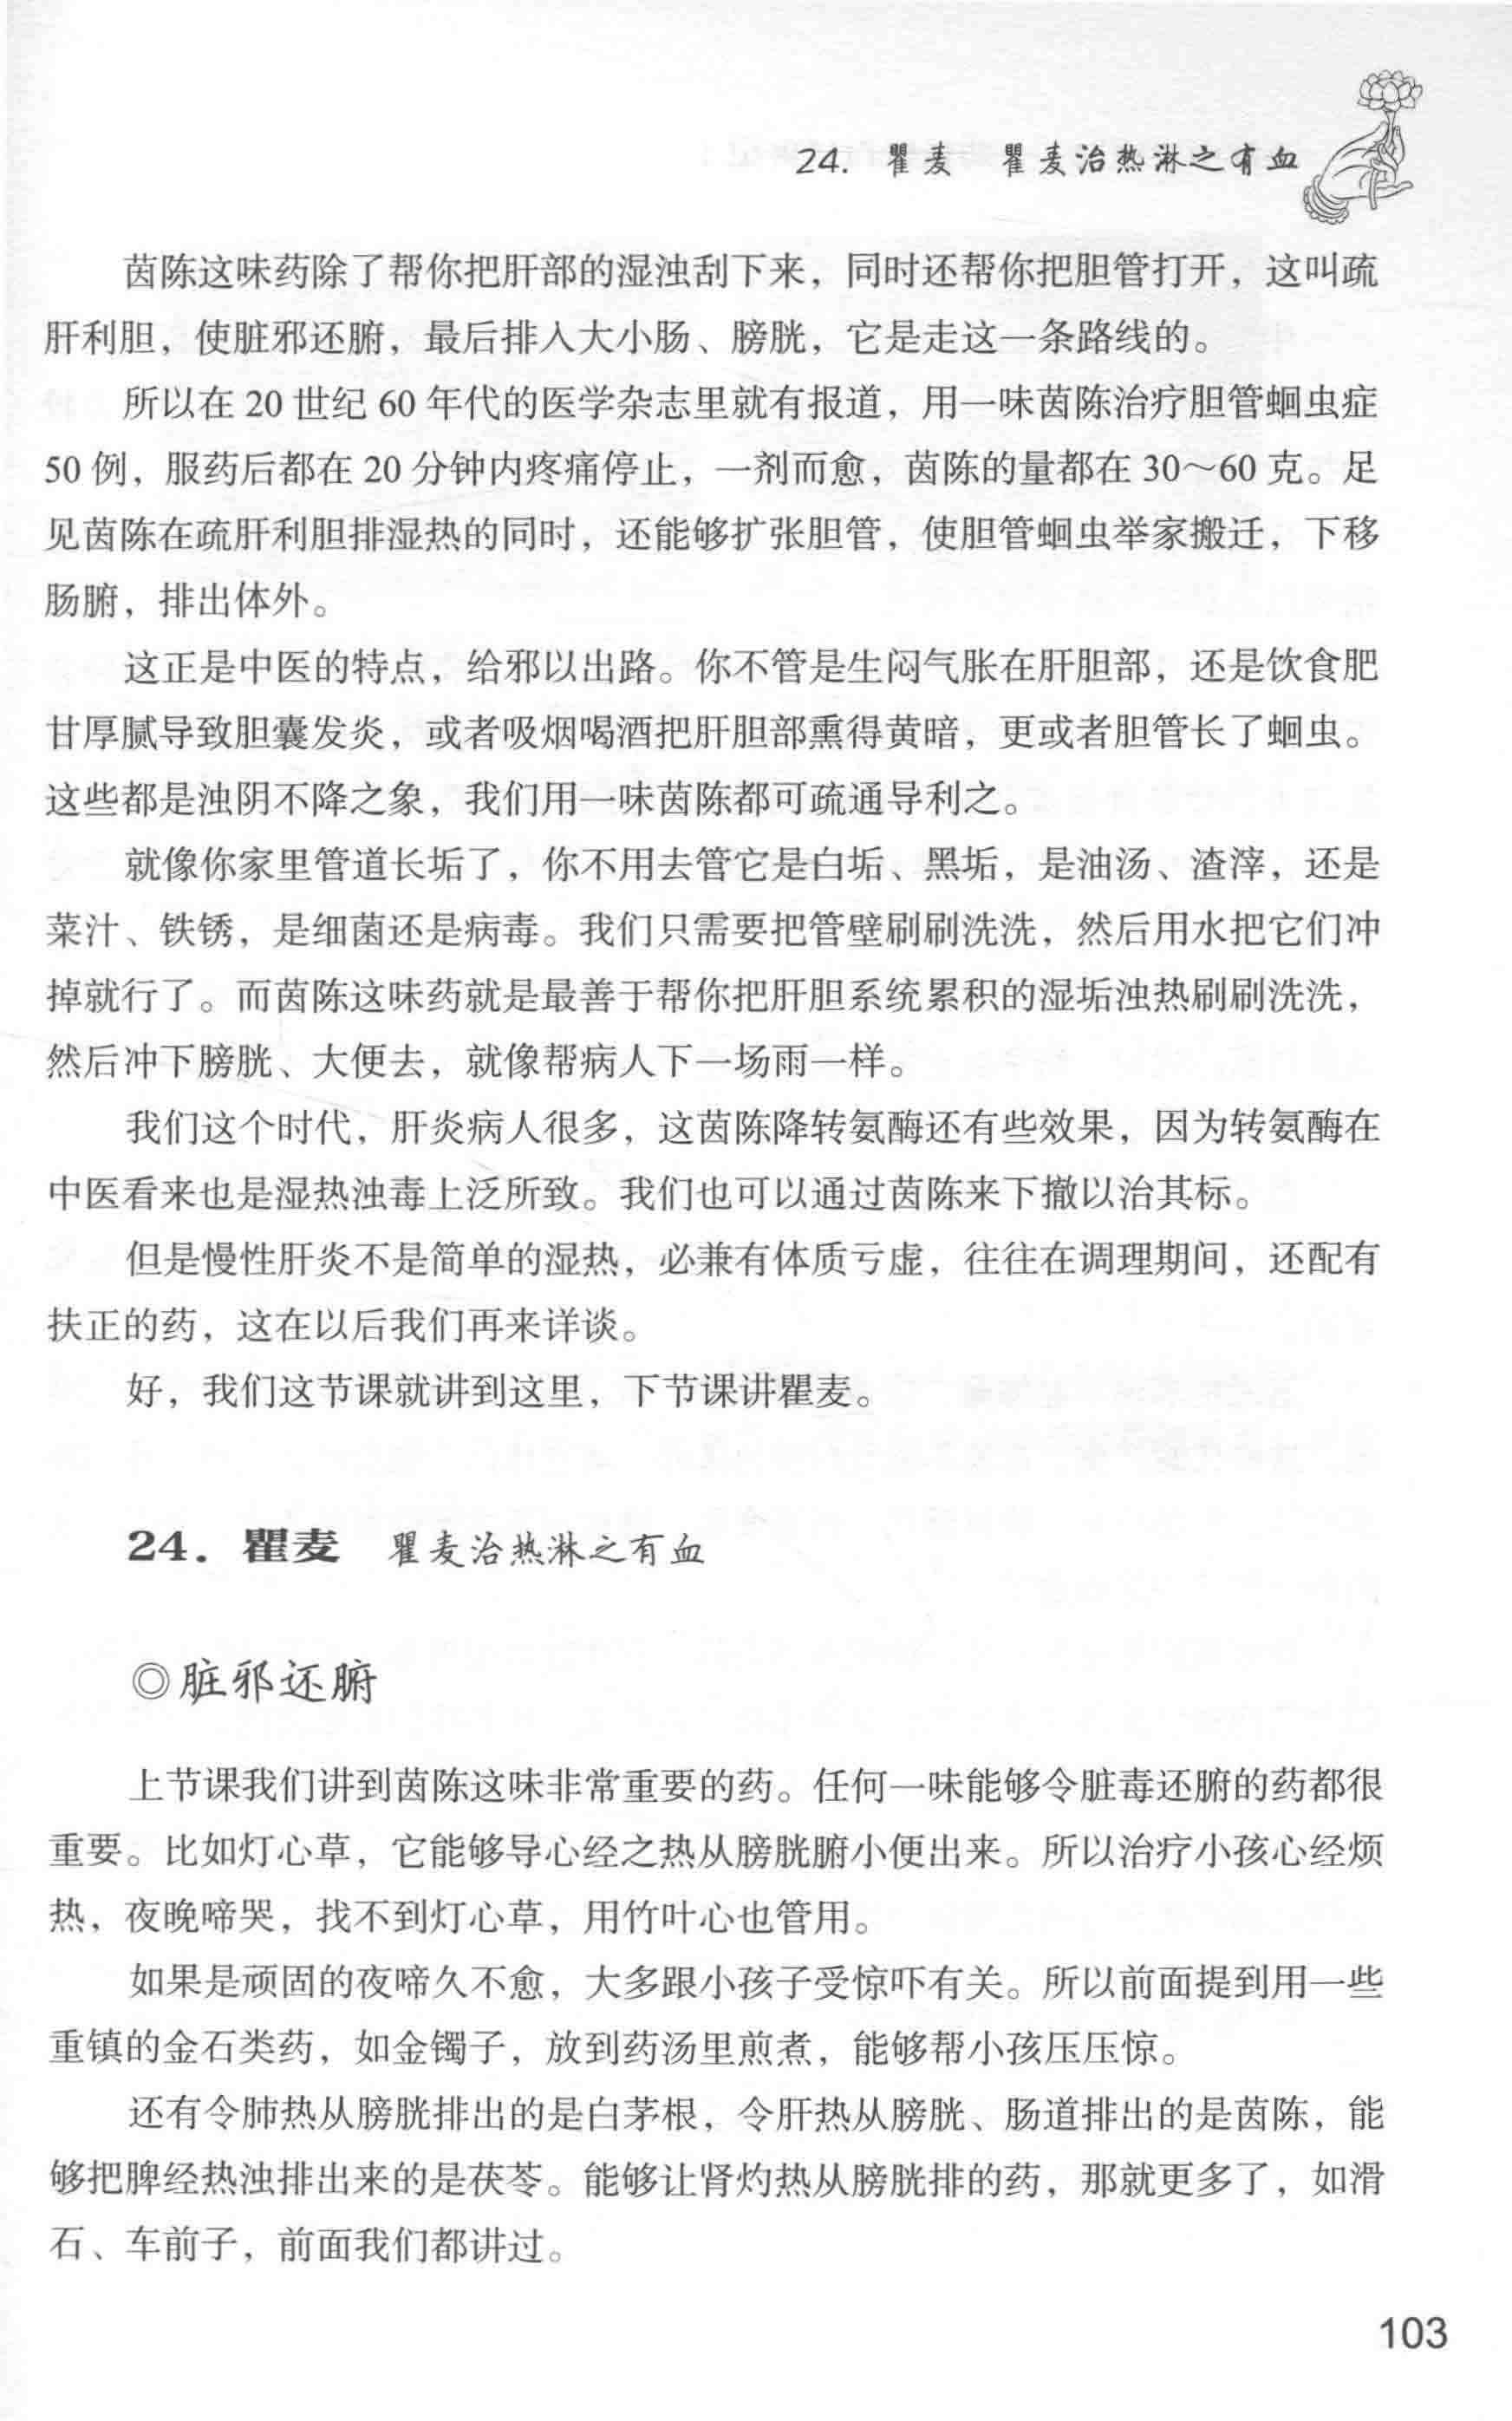 24. 瞿麦 瞿麦治热淋之有血
茵陈这味药除了帮你把肝部的湿浊刮下来，同时还帮你把胆管打开，这叫疏
肝利胆，使脏邪还腑，最后排入大小肠、膀胱，它是走这一条路线的。
所以在 20 世纪 60 年代的医学杂志里就有报道，用一味茵陈治疗胆管蛔虫症
50 例，服药后都在 20 分钟内疼痛停止，一剂而愈，茵陈的量都在 30～60 克。足
见茵陈在疏肝利胆排湿热的同时，还能够扩张胆管，使胆管蛔虫举家搬迁，下移
肠腑，排出体外。
这正是中医的特点，给邪以出路。你不管是生闷气胀在肝胆部，还是饮食肥
甘厚腻导致胆囊发炎，或者吸烟喝酒把肝胆部熏得黄暗，更或者胆管长了蛔虫。
这些都是浊阴不降之象，我们用一味茵陈都可疏通导利之。
就像你家里管道长垢了，你不用去管它是白垢、黑垢，是油汤、渣滓，还是
菜汁、铁锈，是细菌还是病毒。我们只需要把管壁刷刷洗洗，然后用水把它们冲
掉就行了。而茵陈这味药就是最善于帮你把肝胆系统累积的湿垢浊热刷刷洗洗，
然后冲下膀胱、大便去，就像帮病人下一场雨一样。
我们这个时代，肝炎病人很多，这茵陈降转氨酶还有些效果，因为转氨酶在
中医看来也是湿热浊毒上泛所致。我们也可以通过茵陈来下撤以治其标。
但是慢性肝炎不是简单的湿热，必兼有体质亏虚，往往在调理期间，还配有
扶正的药，这在以后我们再来详谈。
好，我们这节课就讲到这里，下节课讲瞿麦。
24. 瞿麦 瞿麦治热淋之有血
◎脏邪还腑
上节课我们讲到茵陈这味非常重要的药。任何一味能够令脏毒还腑的药都很
重要。比如灯心草，它能够导心经之热从膀胱腑小便出来。所以治疗小孩心经烦
热，夜晚啼哭，找不到灯心草，用竹叶心也管用。
如果是顽固的夜啼久不愈，大多跟小孩子受惊吓有关。所以前面提到用一些
重镇的金石类药，如金镯子，放到药汤里煎煮，能够帮小孩压压惊。
还有令肺热从膀胱排出的是白茅根，令肝热从膀胱、肠道排出的是茵陈，能
够把脾经热浊排出来的是茯苓。能够让肾灼热从膀胱排的药，那就更多了，如滑
石、车前子，前面我们都讲过。
103